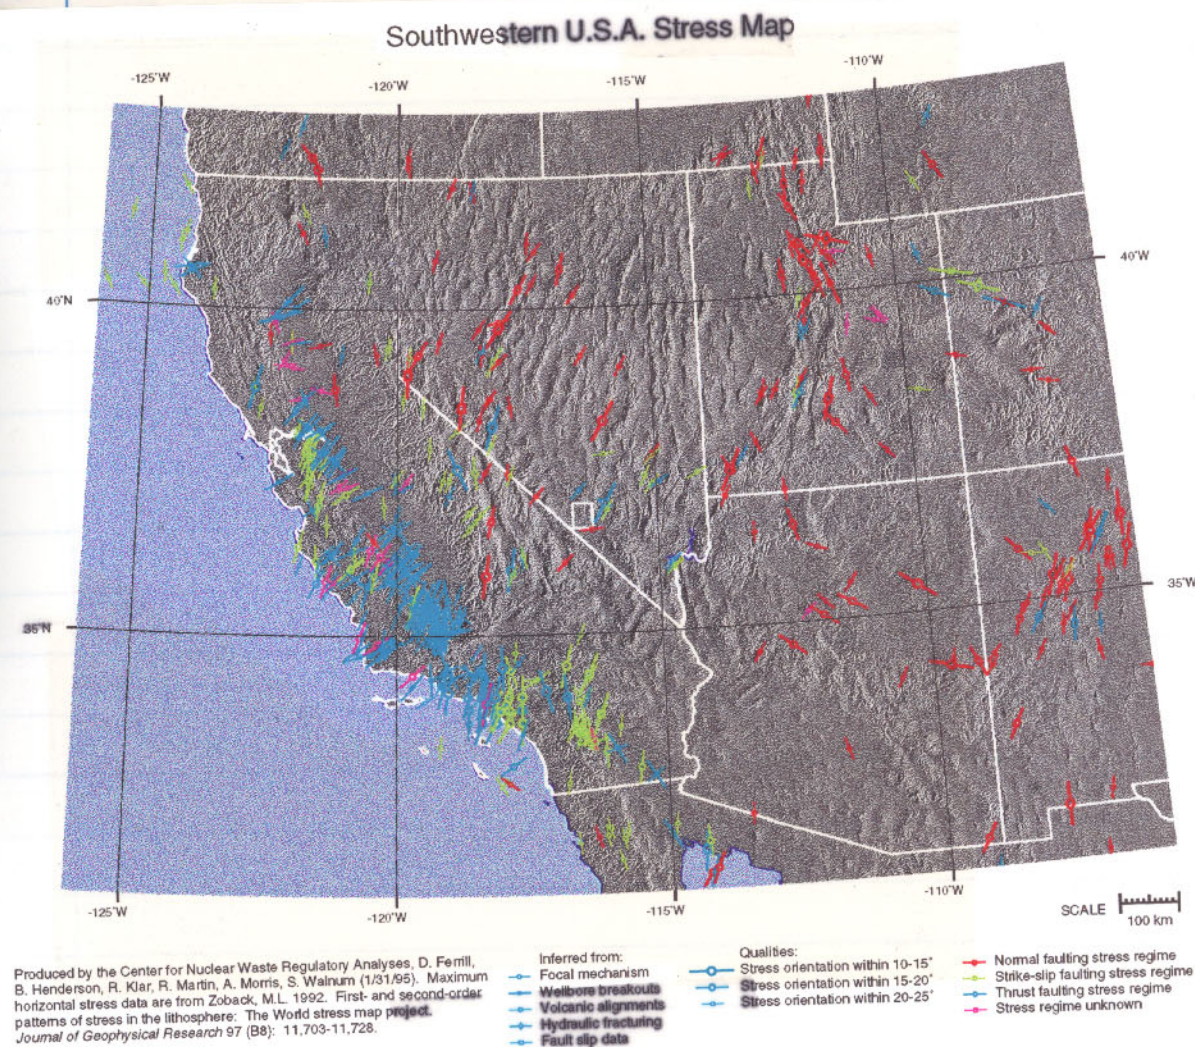 Southwestern U.S.A. Stress Map
-125°W
-120°W
-115°W
-110°W
40°W
40°N
35°W
35°N
-125°W
-120°W
-115°W
-110°W
SCALE
100 km
Produced by the Center for Nuclear Waste Regulatory Analyses, D. Ferrill,
B. Henderson, R. Klar, R. Martin, A. Morris, S. Walnum (1/31/95). Maximum
horizontal stress data are from Zoback, M.L. 1992. First- and second-order
patterns of stress in the lithosphere: The World stress map project.
Journal of Geophysical Research 97 (B8): 11,703-11,728.
Inferred from:
Focal mechanism
Wellbore breakouts
Volcanic alignments
Hydraulic fracturing
Fault slip data
Qualities:
Stress orientation within 10-15°
Stress orientation within 15-20°
Stress orientation within 20-25°
Normal faulting stress regime
Strike-slip faulting stress regime
Thrust faulting stress regime
Stress regime unknown